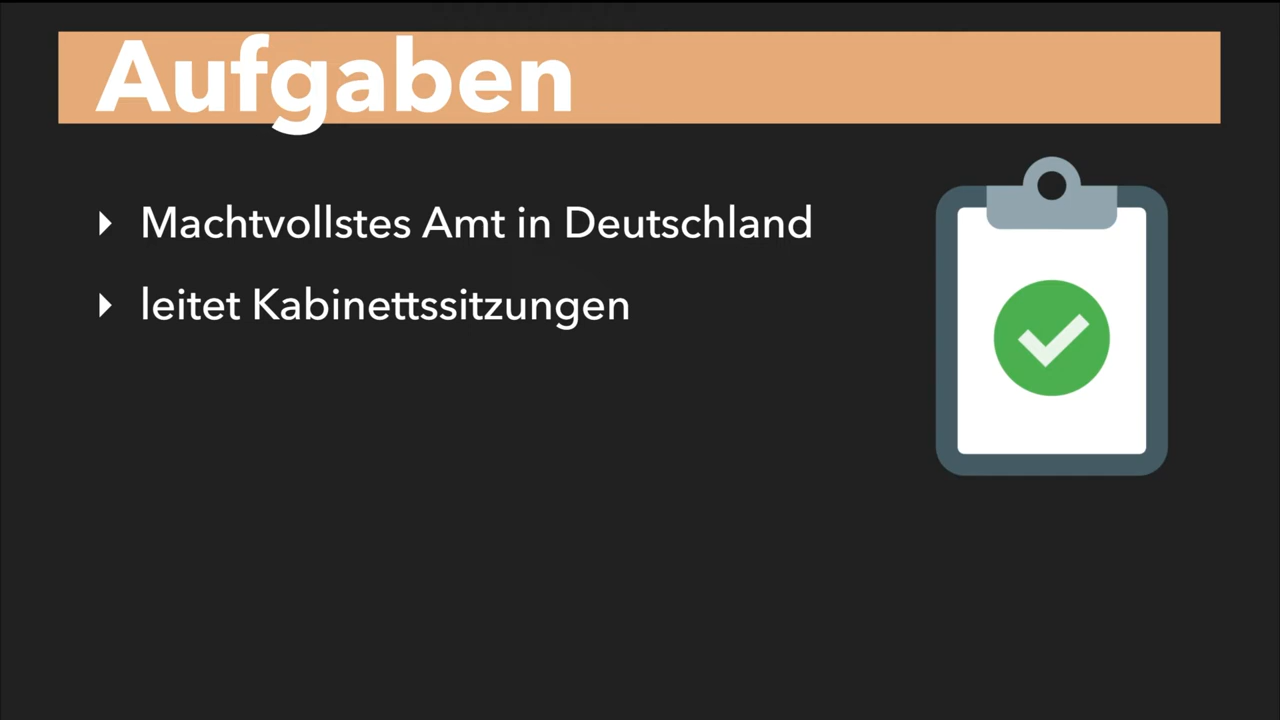 Aufgaben
Machtvollstes Amt in Deutschland
leitet Kabinettssitzungen